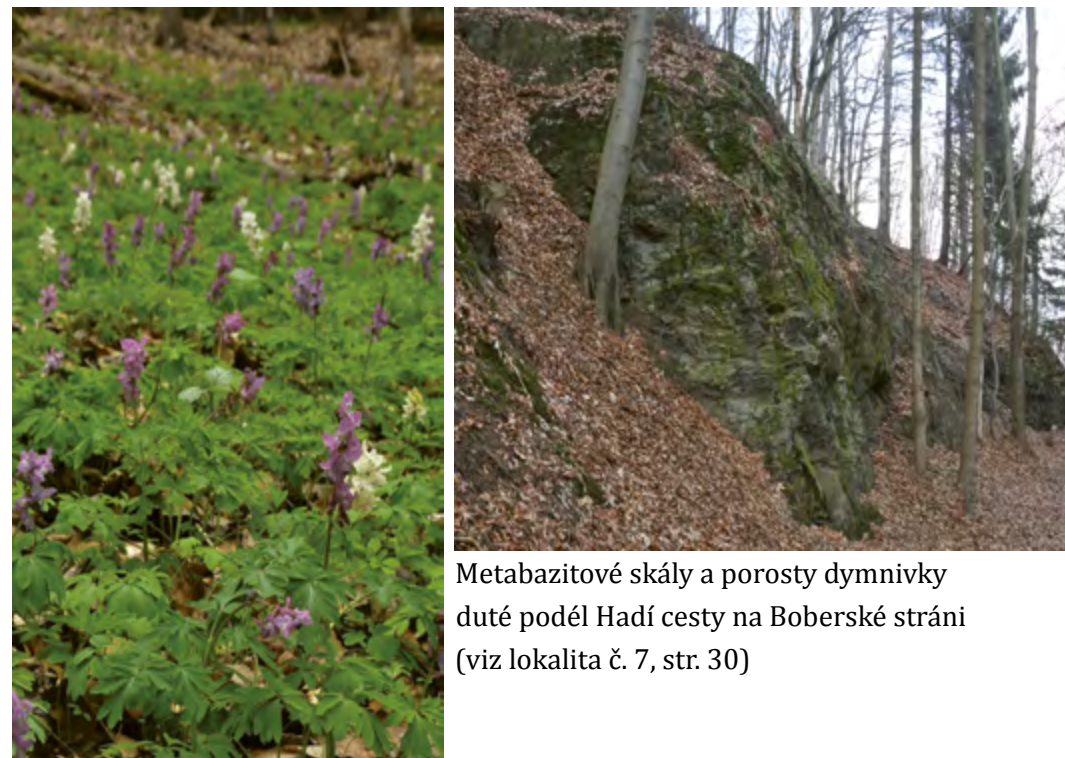 Metabazitové skály a porosty dymnivky
duté podél Hadí cesty na Boberské stráni
(viz lokalita č. 7, str. 30)